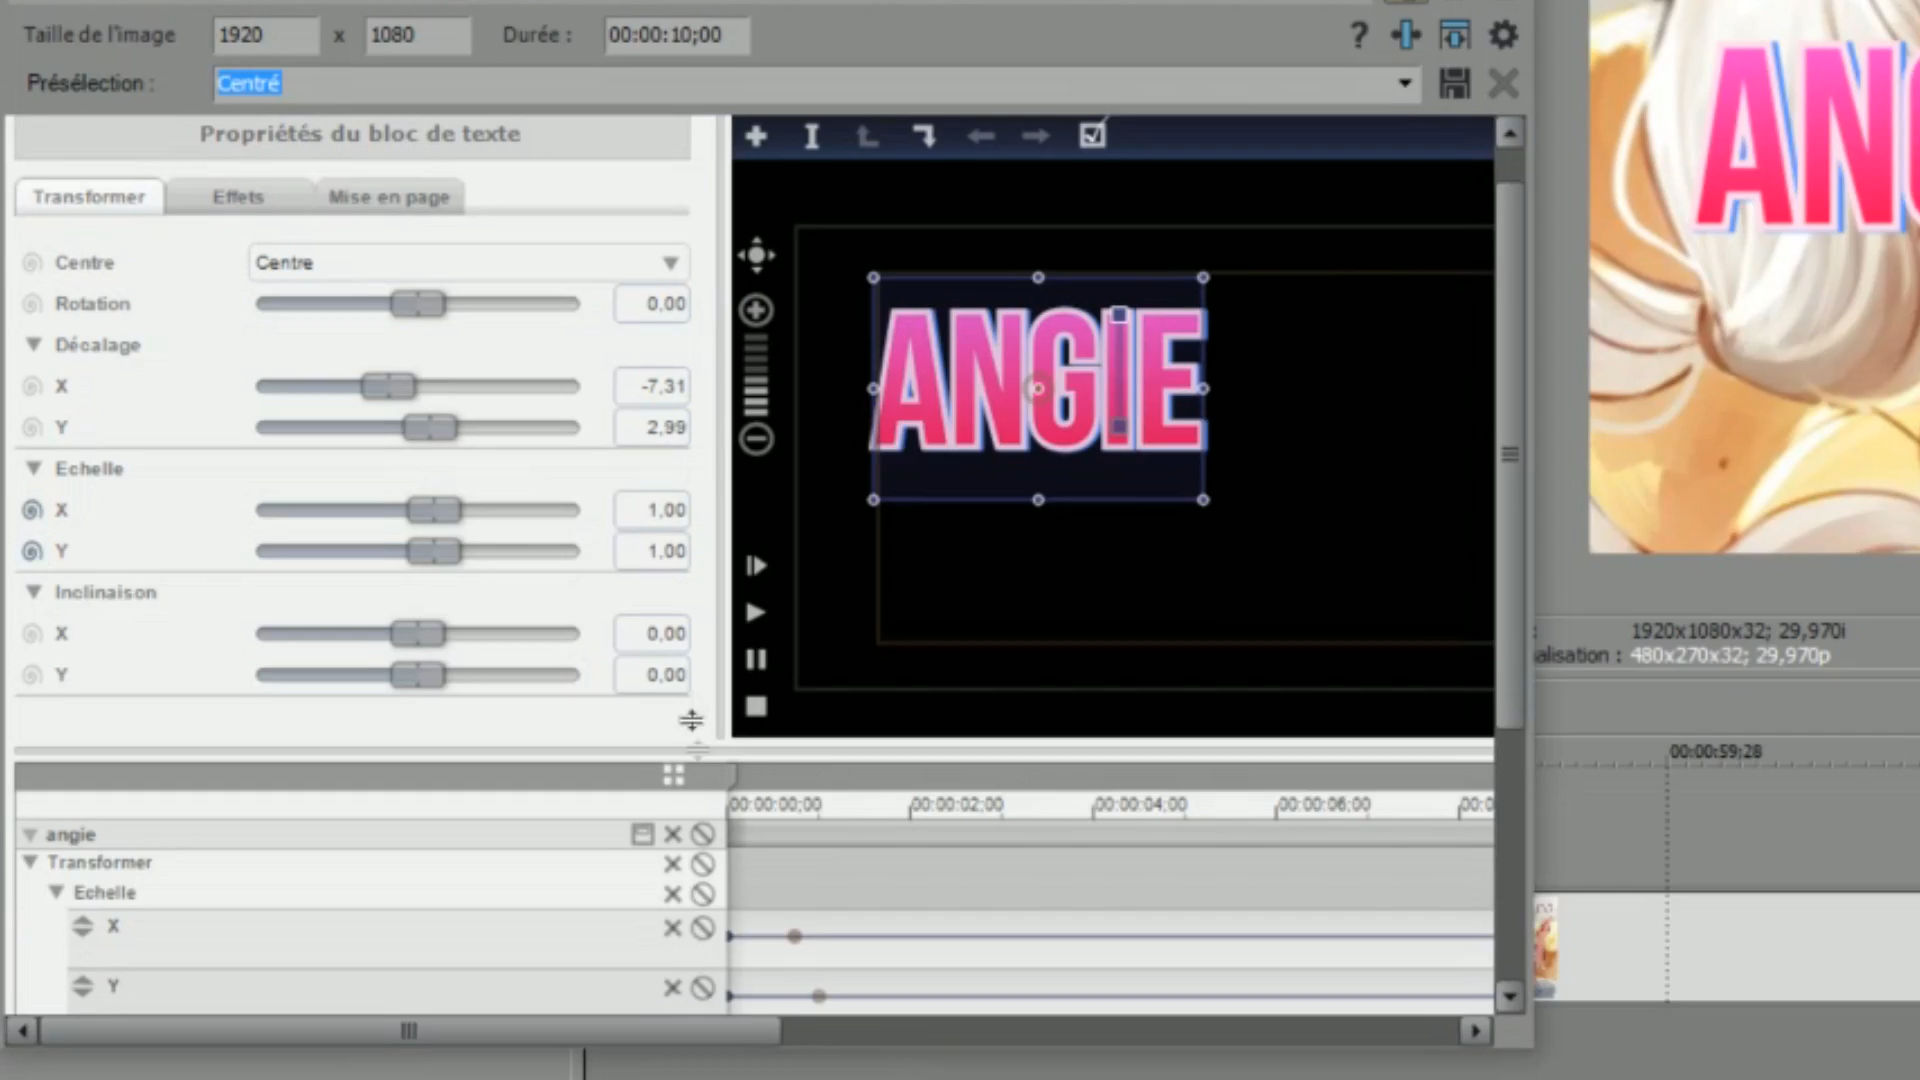 Taille de l'image 1920 x 1080 Durée : 00:00:10;00
Présélection : Centré
Propriétés du bloc de texte
Transformer Effets Mise en page
Centre Centre
Rotation 0,00
Décalage
X -7,31
Y 2,99
Echelle
X 1,00
Y 1,00
Inclinaison
X 0,00
Y 0,00
ANGIE
ANG
1920x1080x32; 29,970i
alisation : 480x270x32; 29,970p
00:00:59;28
00:00:00;00 00:00:02;00 00:00:04;00 00:00:06;00 00:0
angie
Transformer
Echelle
X
Y